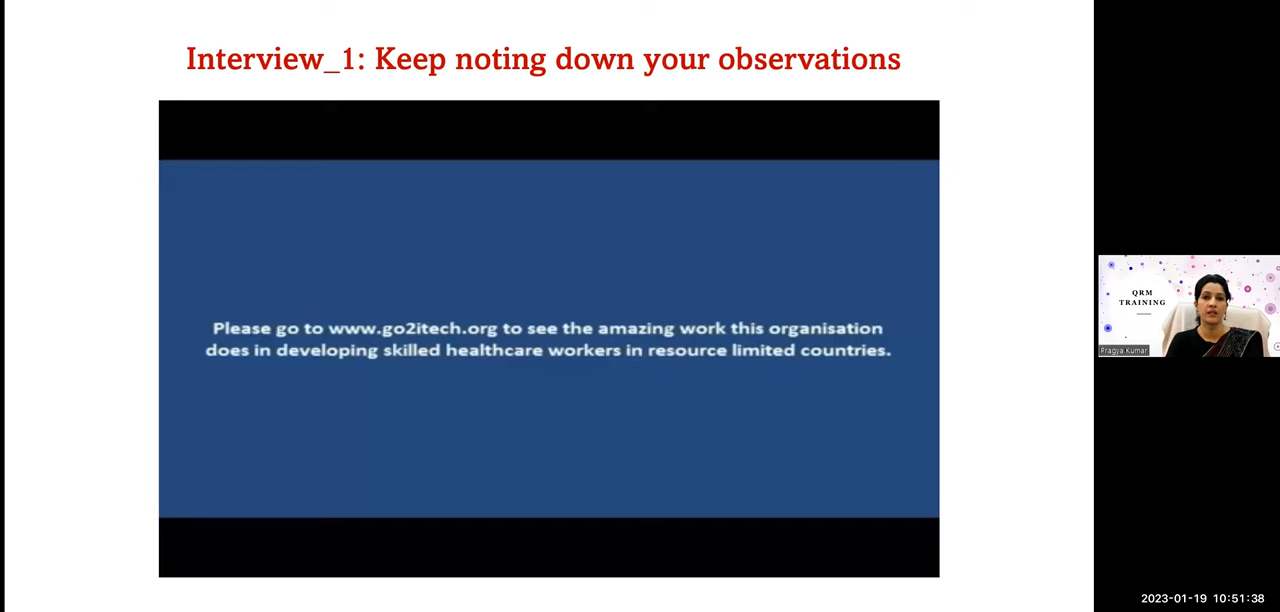 Interview_1: Keep noting down your observations
Please go to www.go2itech.org to see the amazing work this organisation
does in developing skilled healthcare workers in resource limited countries.
QRM
TRAINING
Pragya Kumar
2023-01-19 10:51:38